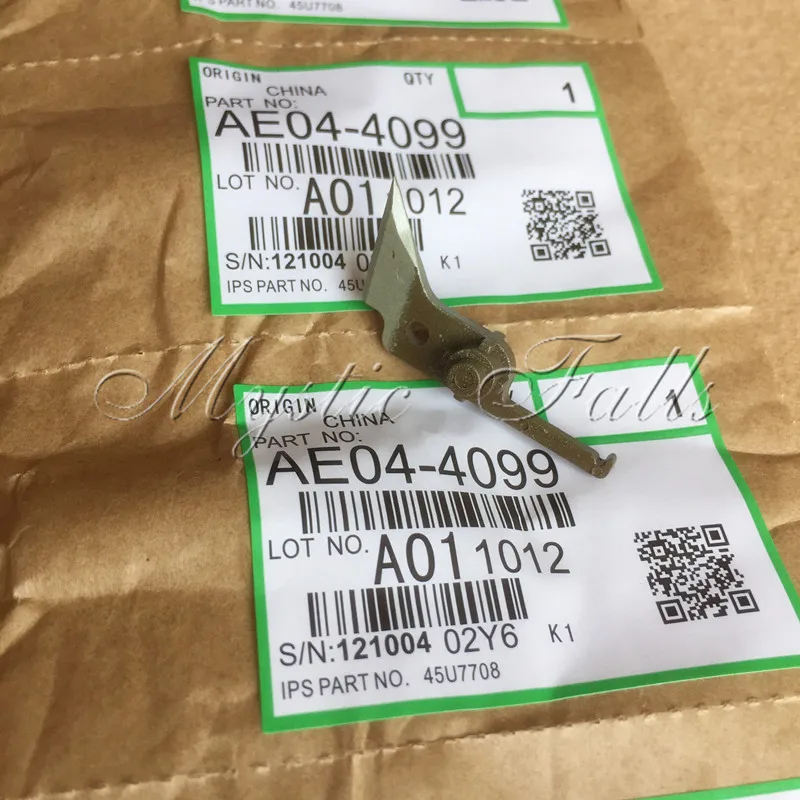 IPS PART NO. 45U7708
ORIGIN QTY
CHINA 1
PART NO:
AE04-4099
LOT NO. A01 1012
S/N:121004 K1
IPS PART NO.
Mystic Falls
ORIGIN 1
CHINA
PART NO:
AE04-4099
LOT NO. A01 1012
S/N:121004 02Y6 K1
IPS PART NO. 45U7708